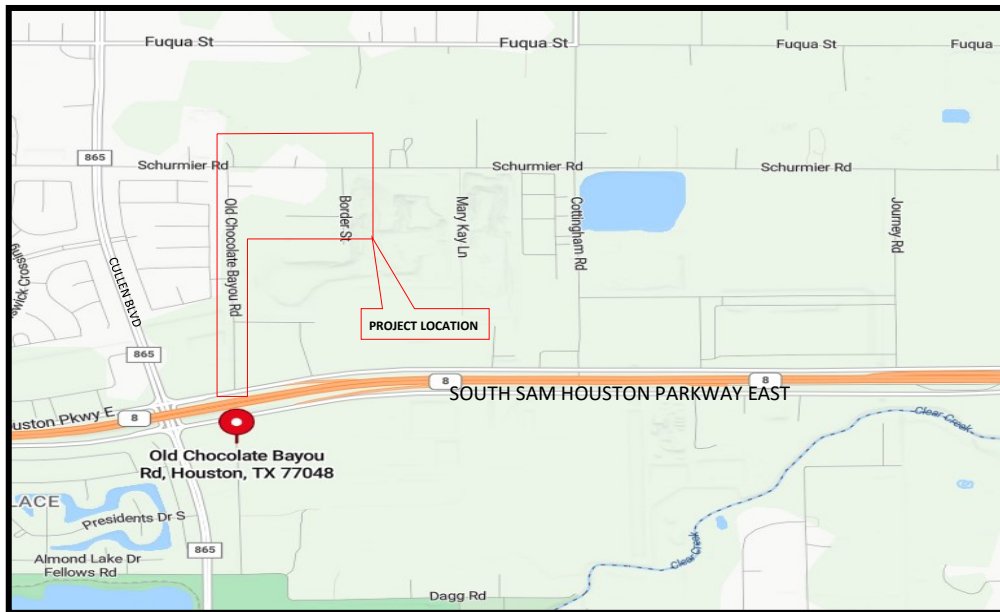 Fuqua St
Fuqua St
Fuqua St
Fuqua
865
Schurmier Rd
Schurmier Rd
Schurmier Rd
Old Chocolate Bayou Rd
Border St
Mary Kay Ln
Cottingham Rd
Journey Rd
wick Crossing
CULLEN BLVD
PROJECT LOCATION
865
8
8
SOUTH SAM HOUSTON PARKWAY EAST
uston Pkwy E
8
Clear Creek
Old Chocolate Bayou
Rd, Houston, TX 77048
LACE
Presidents Dr S
865
Almond Lake Dr
Fellows Rd
Clear Creek
Dagg Rd